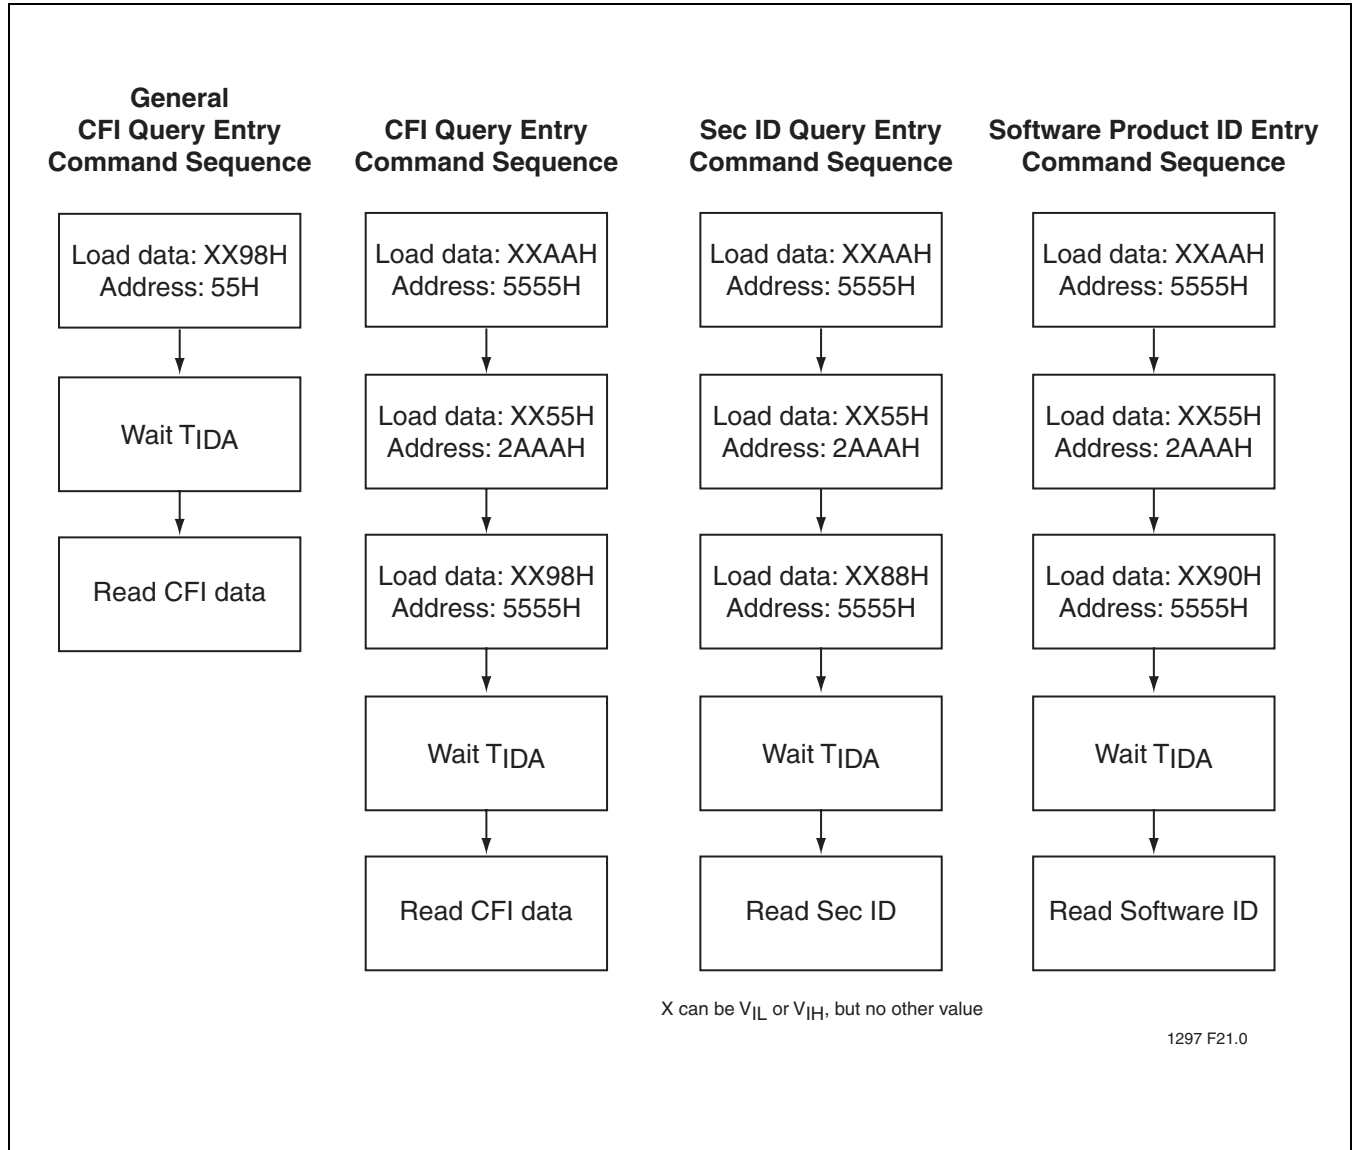 General
CFI Query Entry
Command Sequence
Load data: XX98H
Address: 55H
Wait TIDA
Read CFI data
CFI Query Entry
Command Sequence
Load data: XXAAH
Address: 5555H
Load data: XX55H
Address: 2AAAH
Load data: XX98H
Address: 5555H
Wait TIDA
Read CFI data
Sec ID Query Entry
Command Sequence
Load data: XXAAH
Address: 5555H
Load data: XX55H
Address: 2AAAH
Load data: XX88H
Address: 5555H
Wait TIDA
Read Sec ID
Software Product ID Entry
Command Sequence
Load data: XXAAH
Address: 5555H
Load data: XX55H
Address: 2AAAH
Load data: XX90H
Address: 5555H
Wait TIDA
Read Software ID
X can be VIL or VIH, but no other value
1297 F21.0